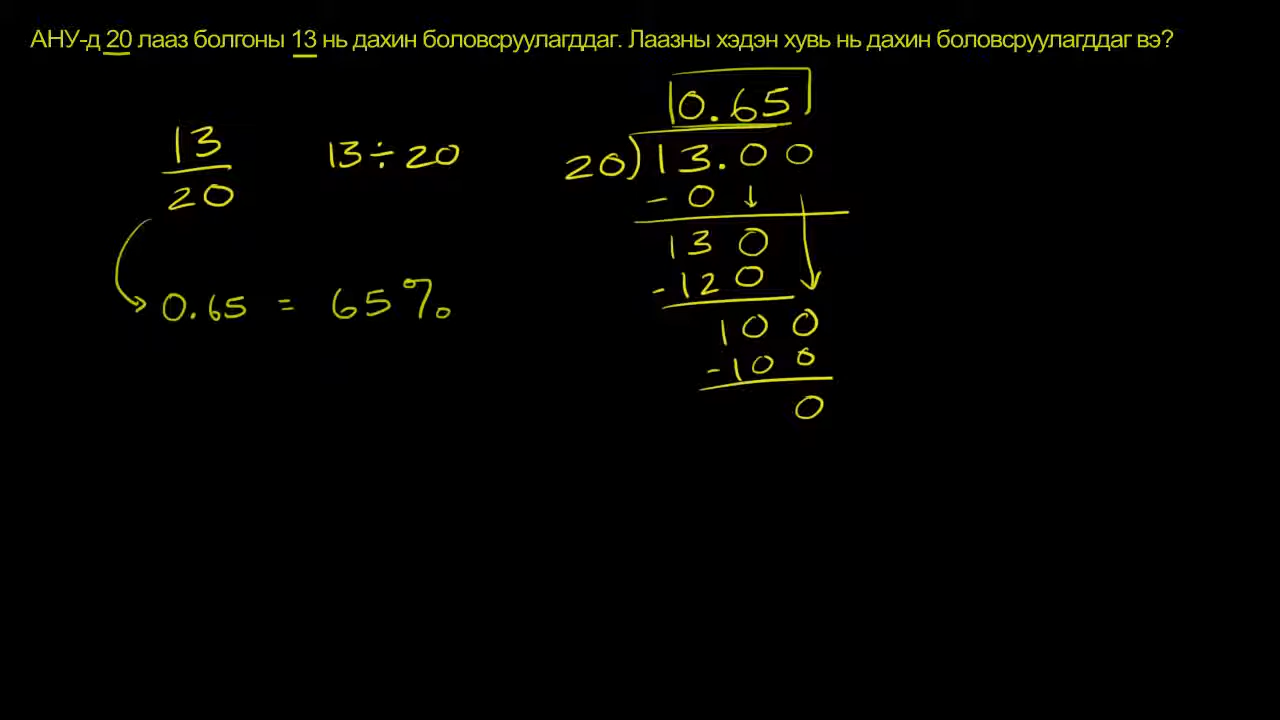 АНУ-д 20 лааз болгоны 13 нь дахин боловсруулагддаг. Лаазны хэдэн хувь нь дахин боловсруулагддаг вэ?
13
20
13 ÷ 20
0.65 = 65%
0.65
20)13.00
- 0 ↓
130
-120
100
-100
0